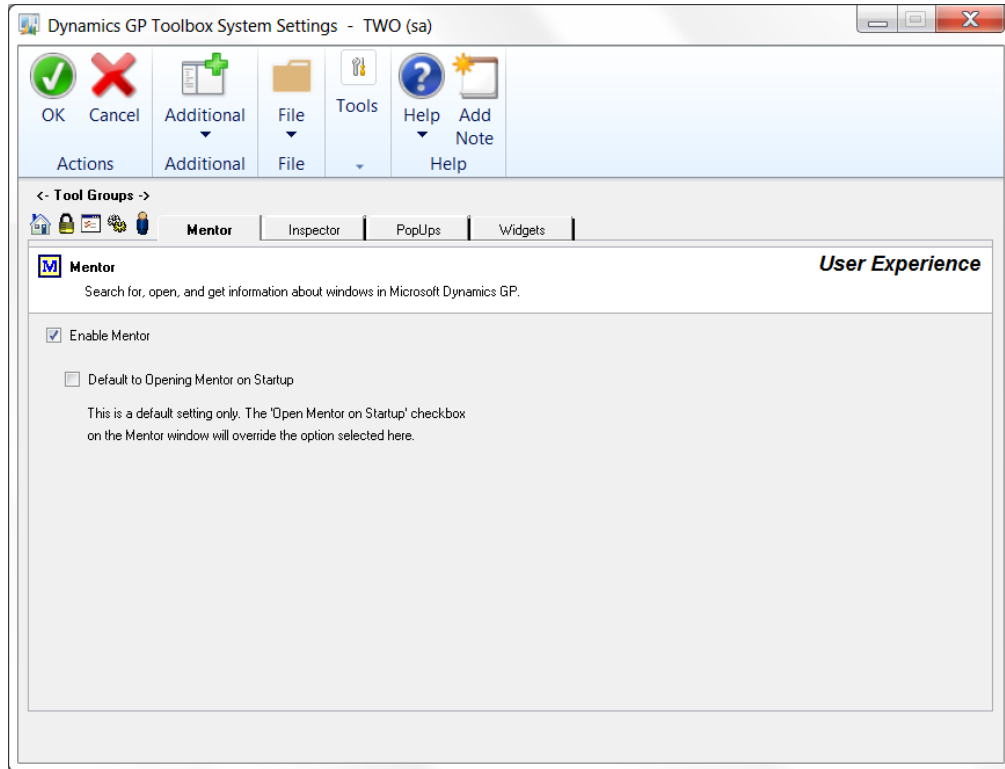 Dynamics GP Toolbox System Settings - TWO (sa)
OK Cancel Additional File Tools Help Add Note
Actions Additional File Help
<- Tool Groups ->
Mentor Inspector PopUps Widgets
M Mentor User Experience
Search for, open, and get information about windows in Microsoft Dynamics GP.
Enable Mentor
Default to Opening Mentor on Startup
This is a default setting only. The 'Open Mentor on Startup' checkbox
on the Mentor window will override the option selected here.